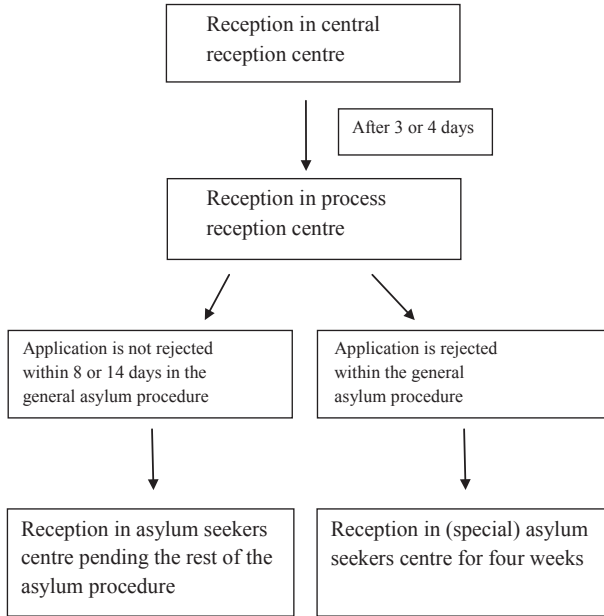 Reception in central
reception centre
After 3 or 4 days
Reception in process
reception centre
Application is not rejected
within 8 or 14 days in the
general asylum procedure
Application is rejected
within the general
asylum procedure
Reception in asylum seekers
centre pending the rest of the
asylum procedure
Reception in (special) asylum
seekers centre for four weeks